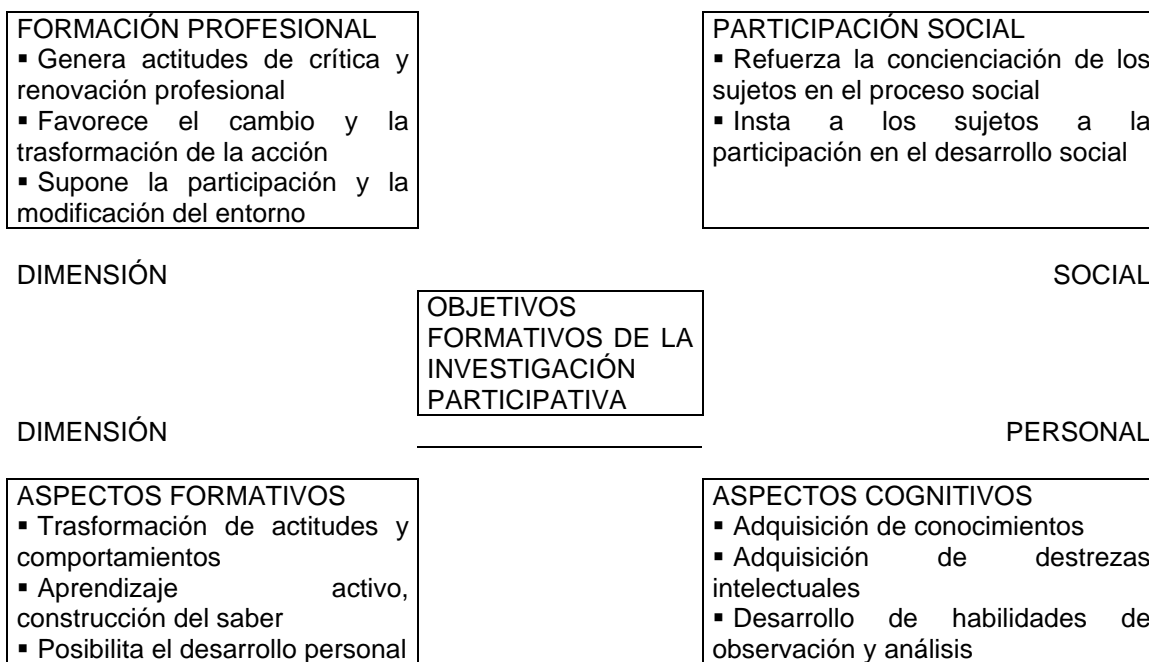 FORMACIÓN PROFESIONAL
▪ Genera actitudes de crítica y
renovación profesional
▪ Favorece el cambio y la
trasformación de la acción
▪ Supone la participación y la
modificación del entorno
PARTICIPACIÓN SOCIAL
▪ Refuerza la concienciación de los
sujetos en el proceso social
▪ Insta a los sujetos a la
participación en el desarrollo social
DIMENSIÓN SOCIAL
OBJETIVOS
FORMATIVOS DE LA
INVESTIGACIÓN
PARTICIPATIVA
DIMENSIÓN PERSONAL
ASPECTOS FORMATIVOS
▪ Trasformación de actitudes y
comportamientos
▪ Aprendizaje activo,
construcción del saber
▪ Posibilita el desarrollo personal
ASPECTOS COGNITIVOS
▪ Adquisición de conocimientos
▪ Adquisición de destrezas
intelectuales
▪ Desarrollo de habilidades de
observación y análisis